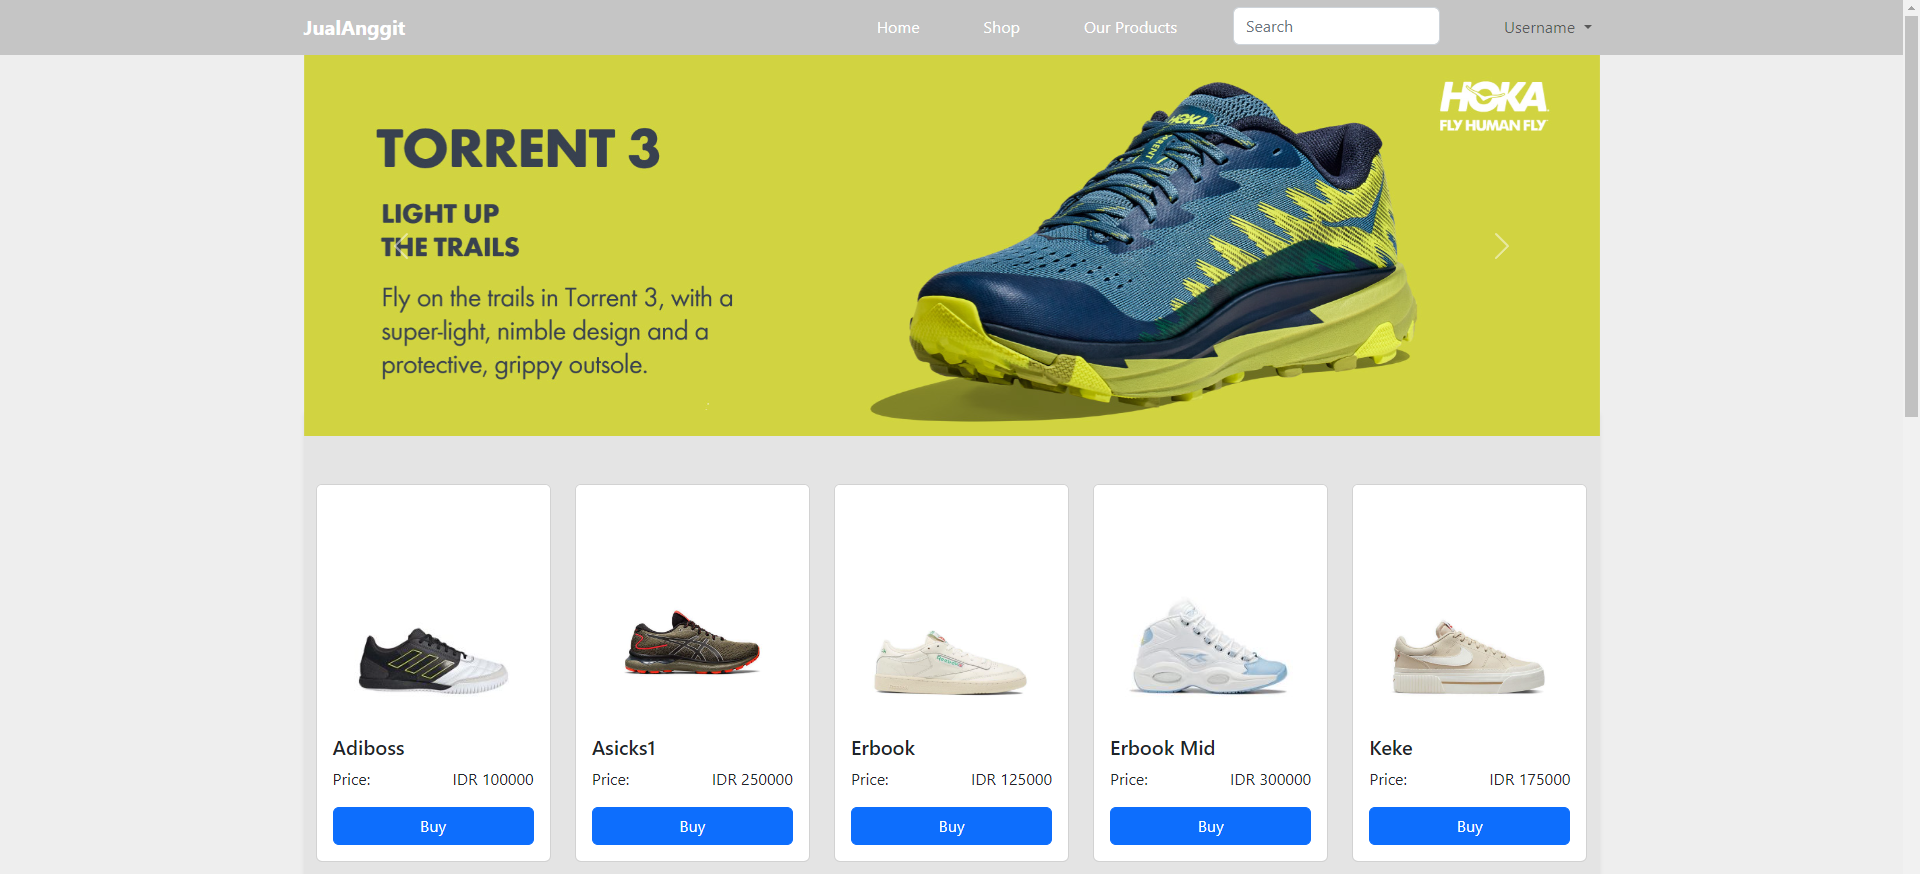 JualAnggit
Home
Shop
Our Products
Search
Username
TORRENT 3
LIGHT UP
THE TRAILS
Fly on the trails in Torrent 3, with a
super-light, nimble design and a
protective, grippy outsole.
HOKA
FLY HUMAN FLY
HOKA
TORRENT
Adiboss
Price: IDR 100000
Buy
Asicks1
Price: IDR 250000
Buy
Erbook
Price: IDR 125000
Buy
Erbook Mid
Price: IDR 300000
Buy
Keke
Price: IDR 175000
Buy